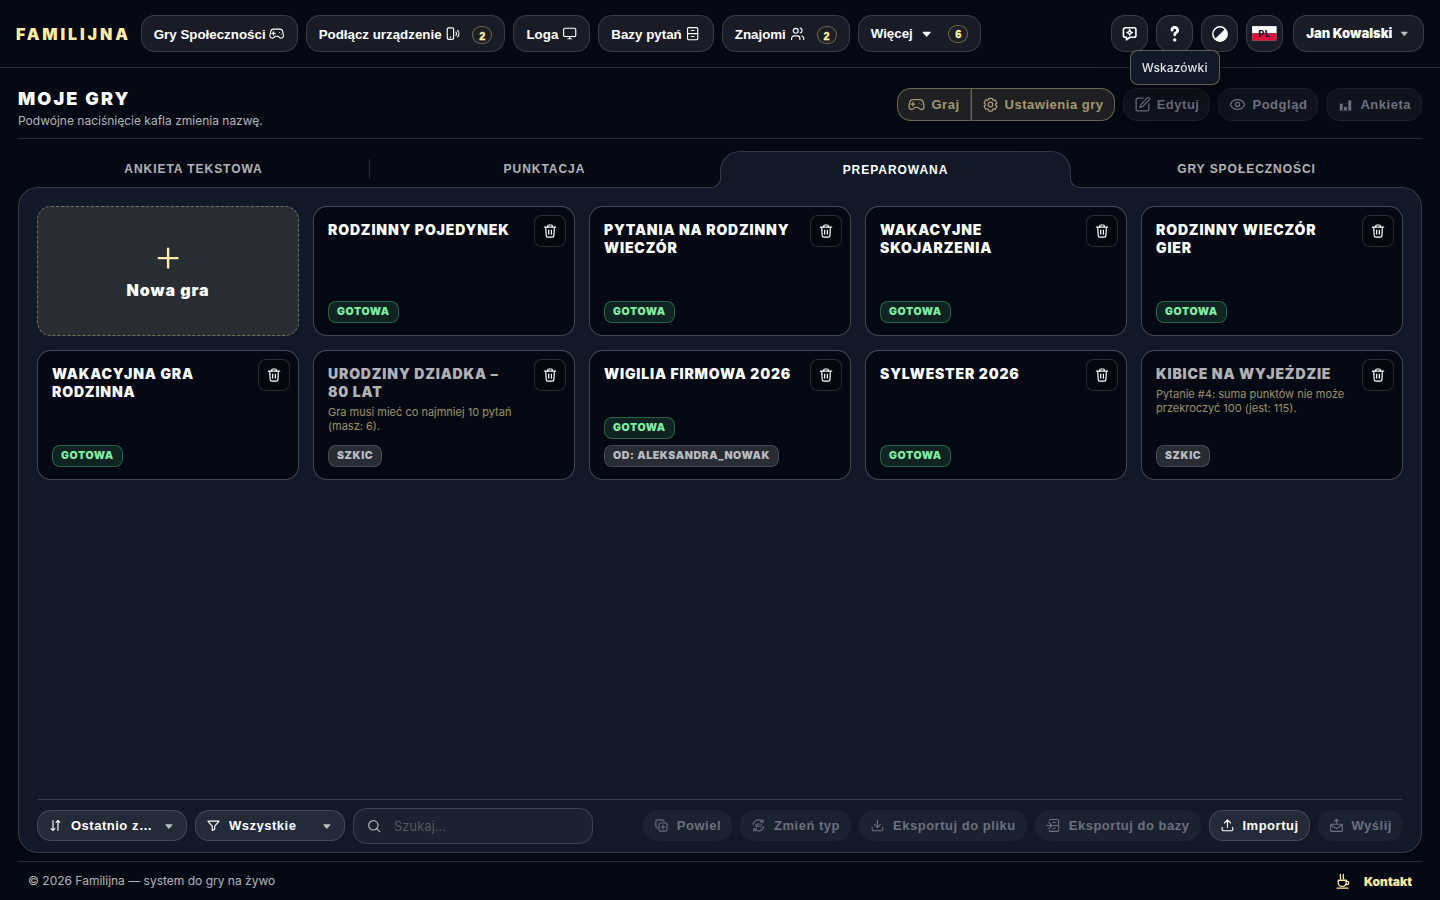 FAMILIJNA
Gry Społeczności
Podłącz urządzenie 2
Loga
Bazy pytań
Znajomi 2
Więcej 6
?
PL
Jan Kowalski
Wskazówki
MOJE GRY
Podwójne naciśnięcie kafla zmienia nazwę.
Graj
Ustawienia gry
Edytuj
Podgląd
Ankieta
ANKIETA TEKSTOWA
PUNKTACJA
PREPAROWANA
GRY SPOŁECZNOŚCI
Nowa gra
RODZINNY POJEDYNEK
GOTOWA
PYTANIA NA RODZINNY
WIECZÓR
GOTOWA
WAKACYJNE
SKOJARZENIA
GOTOWA
RODZINNY WIECZÓR
GIER
GOTOWA
WAKACYJNA GRA
RODZINNA
GOTOWA
URODZINY DZIADKA –
80 LAT
Gra musi mieć co najmniej 10 pytań
(masz: 6).
SZKIC
WIGILIA FIRMOWA 2026
GOTOWA
OD: ALEKSANDRA_NOWAK
SYLWESTER 2026
GOTOWA
KIBICE NA WYJEŹDZIE
Pytanie #4: suma punktów nie może
przekroczyć 100 (jest: 115).
SZKIC
Ostatnio z...
Wszystkie
Szukaj...
Powiel
Zmień typ
Eksportuj do pliku
Eksportuj do bazy
Importuj
Wyślij
© 2026 Familijna — system do gry na żywo
Kontakt